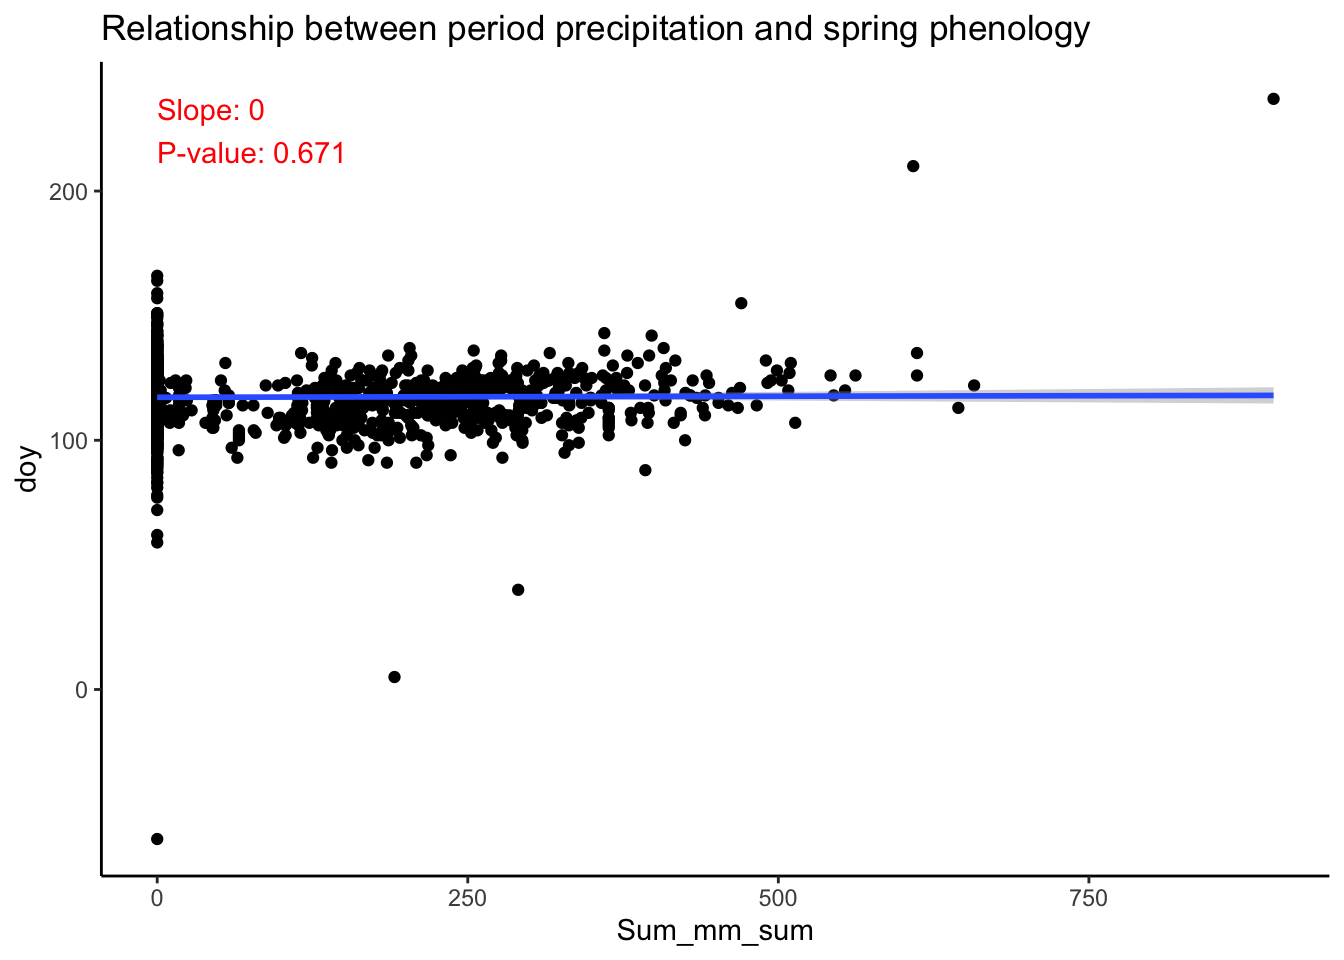 Relationship between period precipitation and spring phenology
Slope: 0
P-value: 0.671
200
100
0
doy
0
250
500
750
Sum_mm_sum